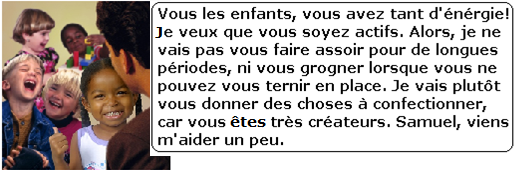 Vous les enfants, vous avez tant d'énérgie!
Je veux que vous soyez actifs. Alors, je ne
vais pas vous faire assoir pour de longues
périodes, ni vous grogner lorsque vous ne
pouvez vous ternir en place. Je vais plutôt
vous donner des choses à confectionner,
car vous êtes très créateurs. Samuel, viens
m'aider un peu.